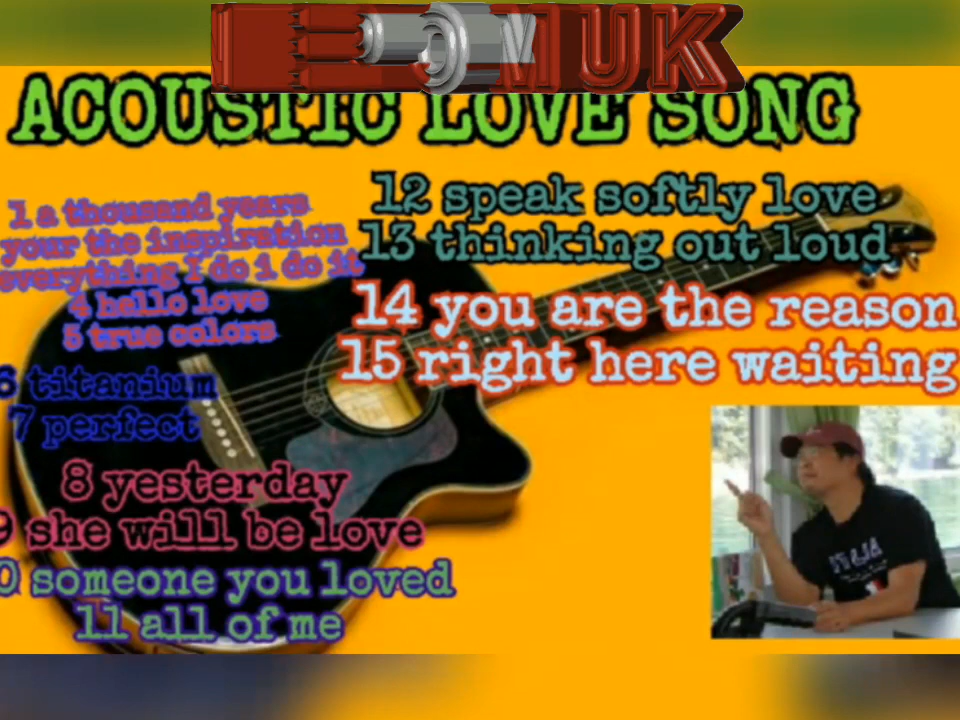 MUK
ACOUSTIC LOVE SONG
1 a thousand years
your the inspiration
everything I do i do it
4 hello love
5 true colors
6 titanium
7 perfect
8 yesterday
9 she will be love
0 someone you loved
11 all of me
12 speak softly love
13 thinking out loud
14 you are the reason
15 right here waiting